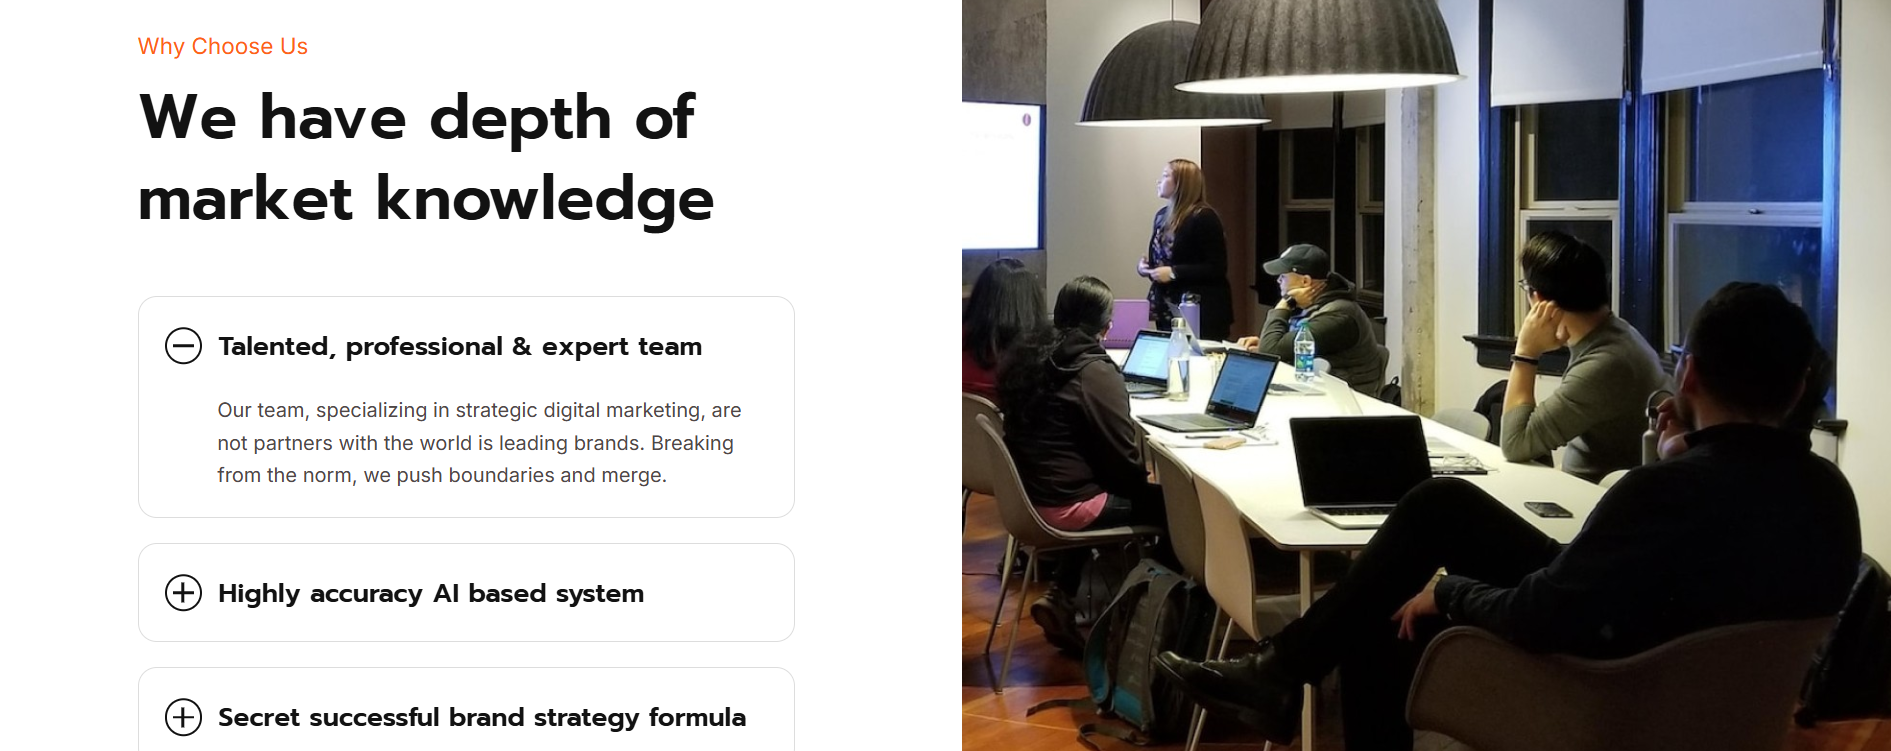 Why Choose Us
We have depth of
market knowledge
Talented, professional & expert team
Our team, specializing in strategic digital marketing, are
not partners with the world is leading brands. Breaking
from the norm, we push boundaries and merge.
Highly accuracy AI based system
Secret successful brand strategy formula